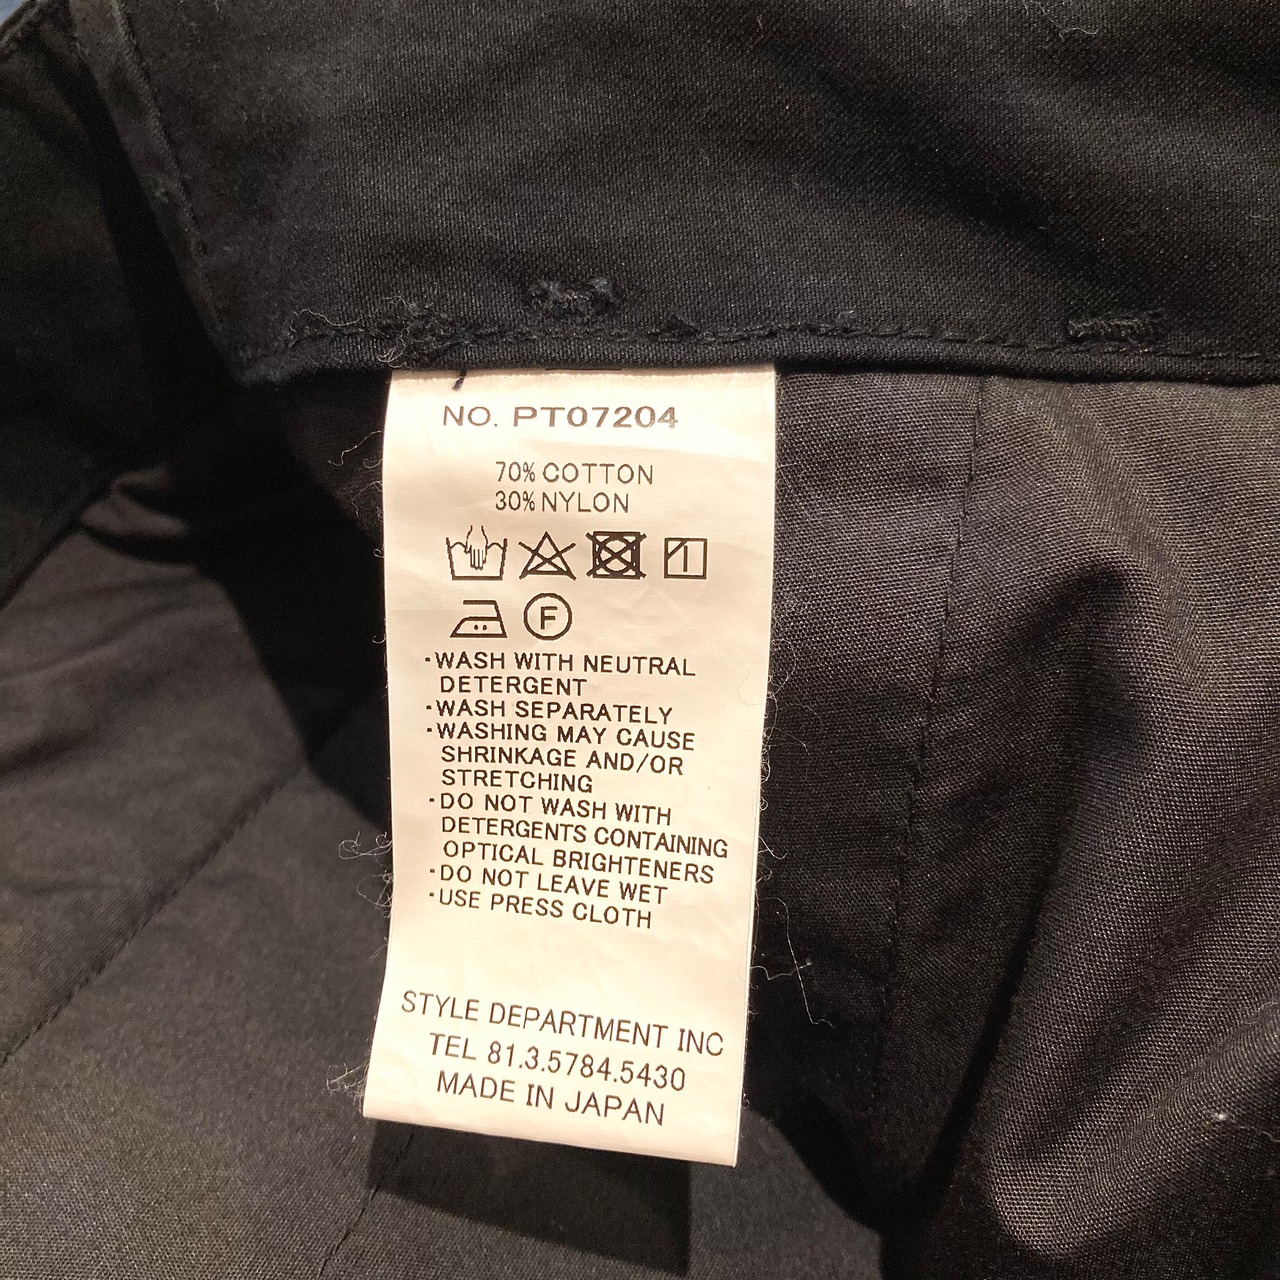 NO. PT07204
70% COTTON
30% NYLON
F
·WASH WITH NEUTRAL
DETERGENT
·WASH SEPARATELY
·WASHING MAY CAUSE
SHRINKAGE AND/OR
STRETCHING
·DO NOT WASH WITH
DETERGENTS CONTAINING
OPTICAL BRIGHTENERS
·DO NOT LEAVE WET
·USE PRESS CLOTH
STYLE DEPARTMENT INC
TEL 81.3.5784.5430
MADE IN JAPAN